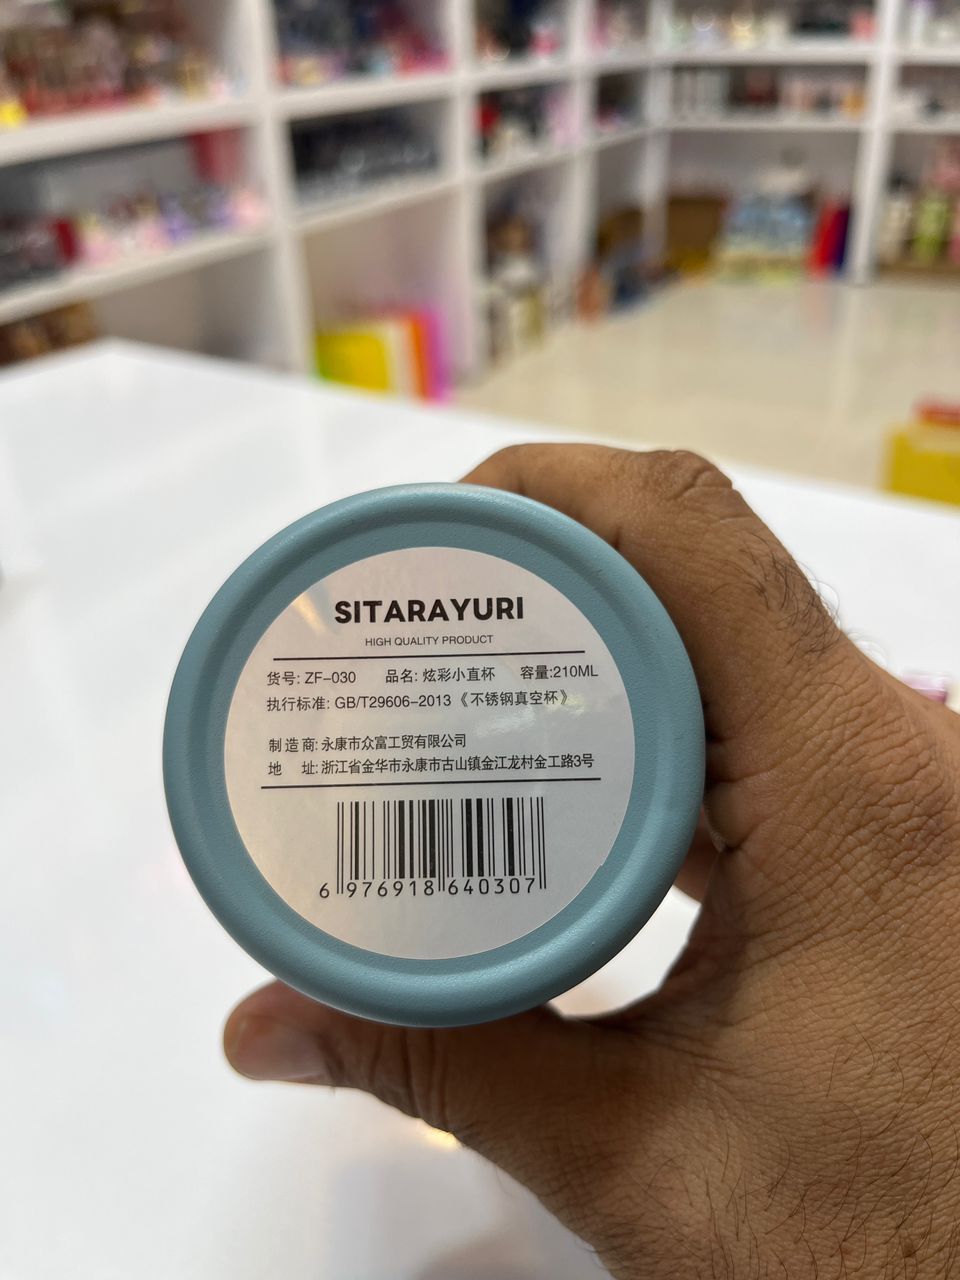 SITARAYURI
HIGH QUALITY PRODUCT
货号: ZF-030 品名: 炫彩小直杯 容量:210ML
执行标准: GB/T29606-2013《不锈钢真空杯》
制造商: 永康市众富工贸有限公司
地 址: 浙江省金华市永康市古山镇金江龙村金工路3号
6 976918 640307